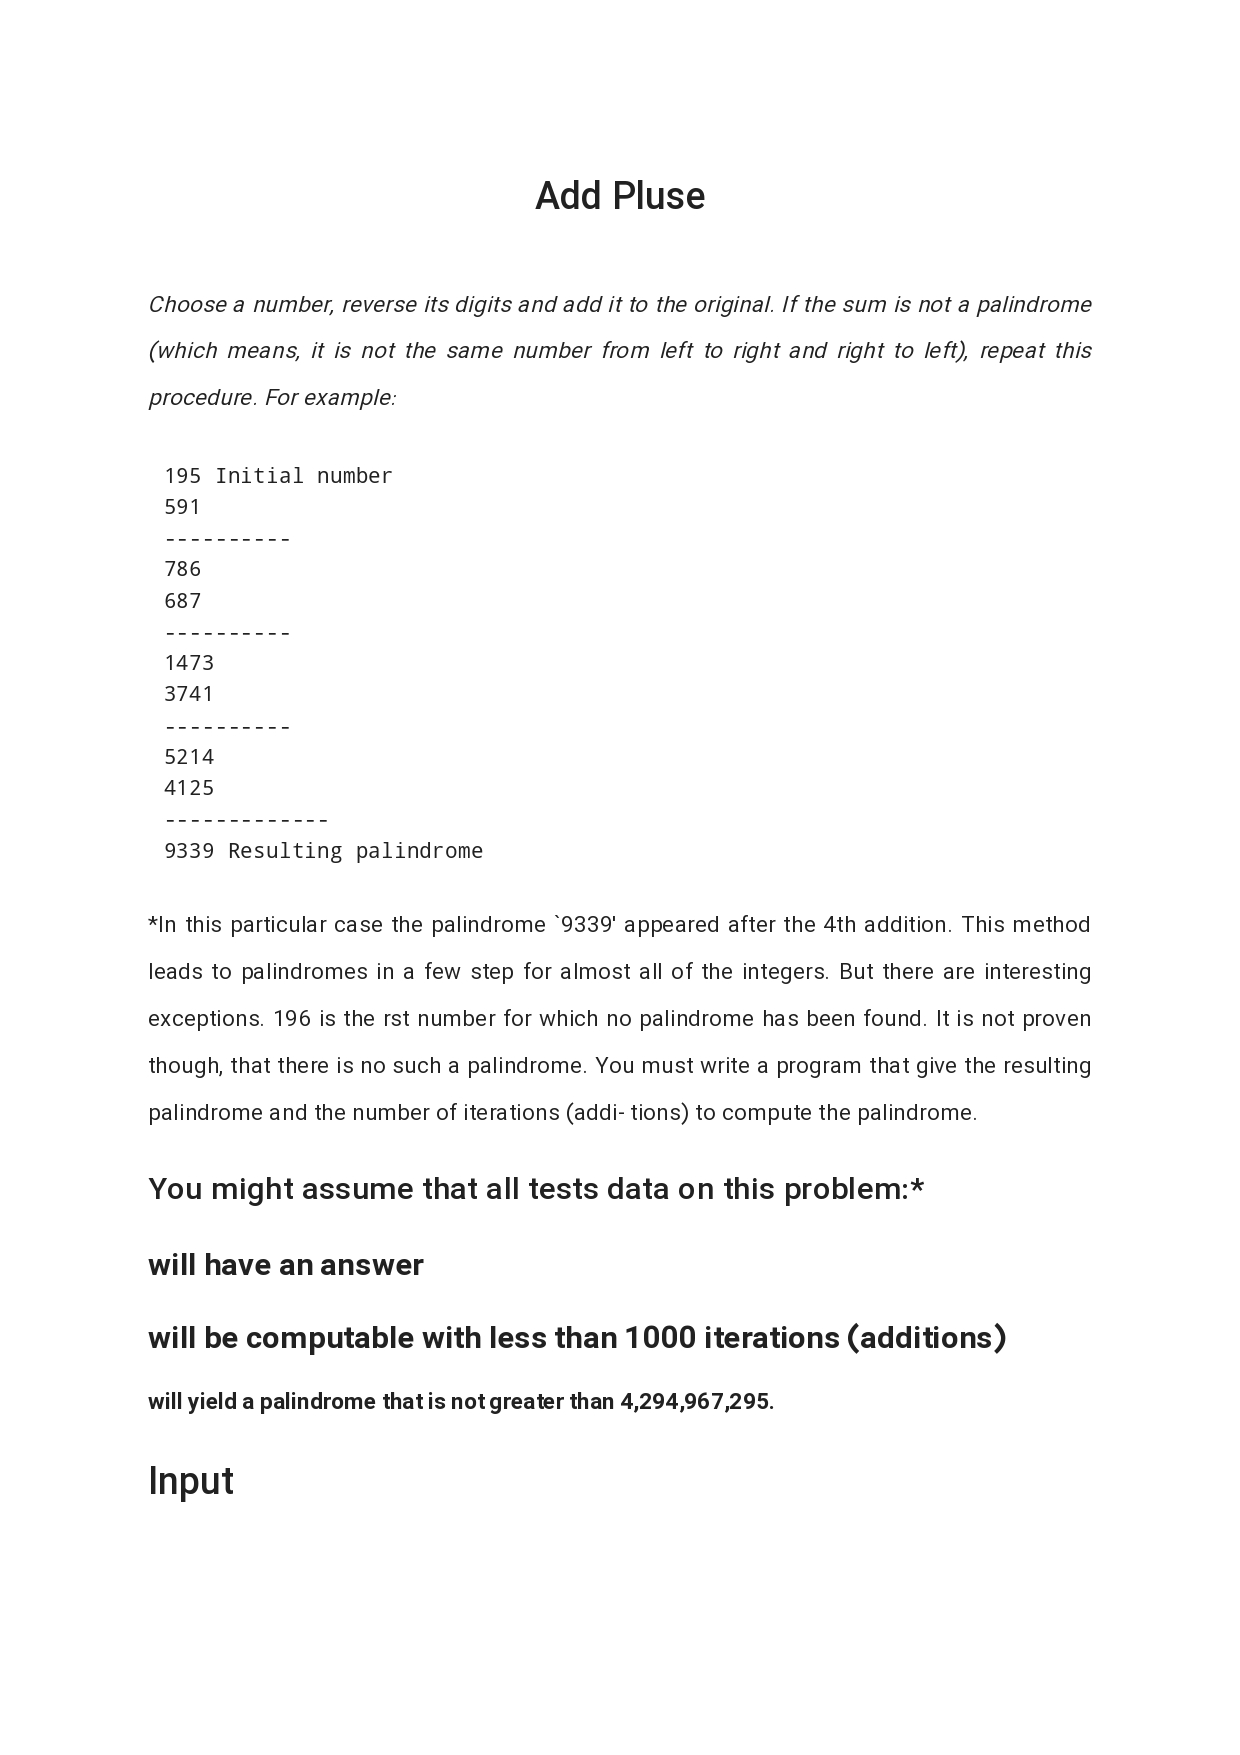 Add Pluse
Choose a number, reverse its digits and add it to the original. If the sum is not a palindrome
(which means, it is not the same number from left to right and right to left), repeat this
procedure. For example:
195 Initial number
591
----------
786
687
----------
1473
3741
----------
5214
4125
-------------
9339 Resulting palindrome
*In this particular case the palindrome `9339' appeared after the 4th addition. This method
leads to palindromes in a few step for almost all of the integers. But there are interesting
exceptions. 196 is the rst number for which no palindrome has been found. It is not proven
though, that there is no such a palindrome. You must write a program that give the resulting
palindrome and the number of iterations (addi- tions) to compute the palindrome.
You might assume that all tests data on this problem:*
will have an answer
will be computable with less than 1000 iterations (additions)
will yield a palindrome that is not greater than 4,294,967,295.
Input